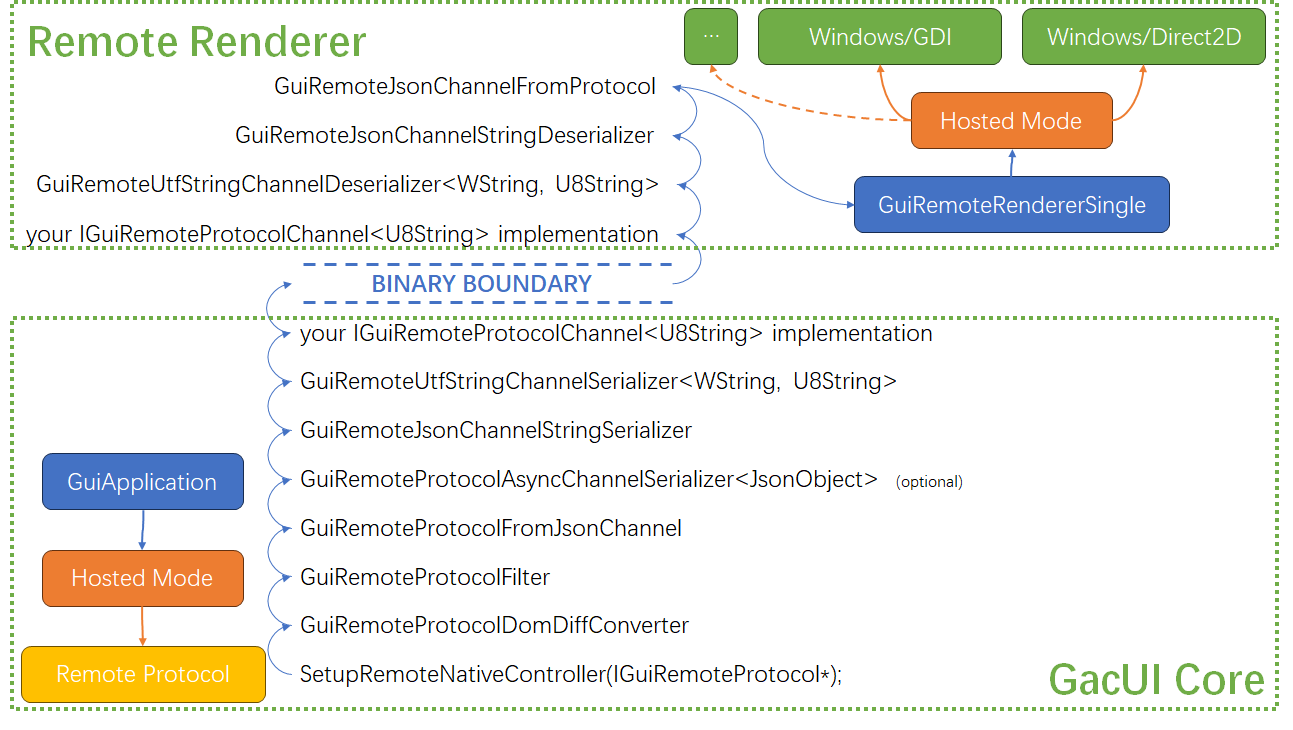 Remote Renderer
...
Windows/GDI
Windows/Direct2D
GuiRemoteJsonChannelFromProtocol
Hosted Mode
GuiRemoteJsonChannelStringDeserializer
GuiRemoteUtfStringChannelDeserializer<WString, U8String>
GuiRemoteRendererSingle
your IGuiRemoteProtocolChannel<U8String> implementation
BINARY BOUNDARY
your IGuiRemoteProtocolChannel<U8String> implementation
GuiRemoteUtfStringChannelSerializer<WString, U8String>
GuiRemoteJsonChannelStringSerializer
GuiApplication
GuiRemoteProtocolAsyncChannelSerializer<JsonObject> (optional)
GuiRemoteProtocolFromJsonChannel
Hosted Mode
GuiRemoteProtocolFilter
GuiRemoteProtocolDomDiffConverter
Remote Protocol
SetupRemoteNativeController(IGuiRemoteProtocol*);
GacUI Core